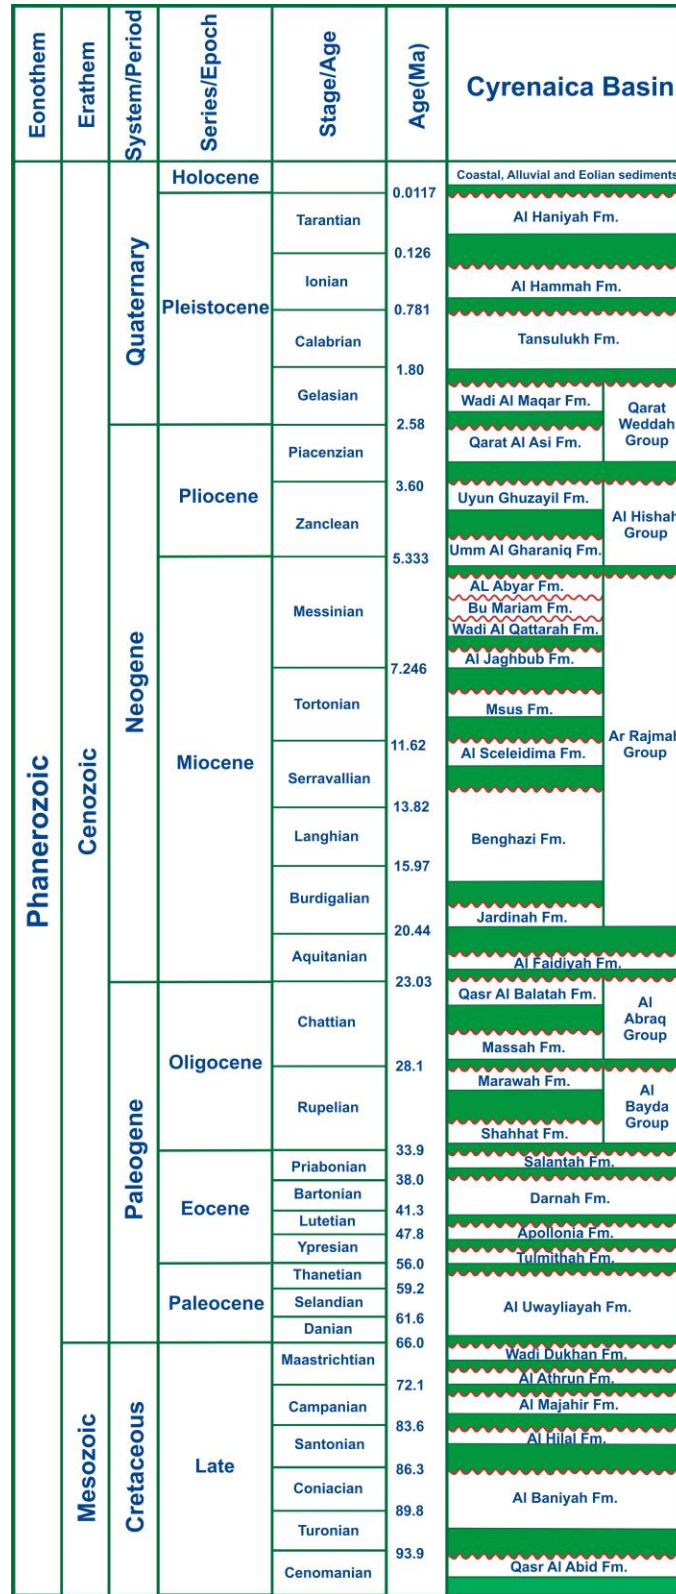 Eonothem
Erathem
System/Period
Series/Epoch
Stage/Age
Age(Ma)
Cyrenaica Basin
Phanerozoic
Cenozoic
Mesozoic
Quaternary
Neogene
Paleogene
Cretaceous
Holocene
Pleistocene
Pliocene
Miocene
Oligocene
Eocene
Paleocene
Late
Tarantian
Ionian
Calabrian
Gelasian
Piacenzian
Zanclean
Messinian
Tortonian
Serravallian
Langhian
Burdigalian
Aquitanian
Chattian
Rupelian
Priabonian
Bartonian
Lutetian
Ypresian
Thanetian
Selandian
Danian
Maastrichtian
Campanian
Santonian
Coniacian
Turonian
Cenomanian
0.0117
0.126
0.781
1.80
2.58
3.60
5.333
7.246
11.62
13.82
15.97
20.44
23.03
28.1
33.9
38.0
41.3
47.8
56.0
59.2
61.6
66.0
72.1
83.6
86.3
89.8
93.9
Coastal, Alluvial and Eolian sediments
Al Haniyah Fm.
Al Hammah Fm.
Tansulukh Fm.
Wadi Al Maqar Fm.
Qarat Al Asi Fm.
Qarat
Weddah
Group
Uyun Ghuzayil Fm.
Umm Al Gharaniq Fm.
Al Hishah
Group
AL Abyar Fm.
Bu Mariam Fm.
Wadi Al Qattarah Fm.
Al Jaghbub Fm.
Msus Fm.
Al Sceleidima Fm.
Benghazi Fm.
Jardinah Fm.
Ar Rajmah
Group
Al Faidiyah Fm.
Qasr Al Balatah Fm.
Massah Fm.
Al
Abraq
Group
Marawah Fm.
Shahhat Fm.
Al
Bayda
Group
Salantah Fm.
Darnah Fm.
Apollonia Fm.
Tulmithah Fm.
Al Uwayliayah Fm.
Wadi Dukhan Fm.
Al Athrun Fm.
Al Majahir Fm.
Al Hilal Fm.
Al Baniyah Fm.
Qasr Al Abid Fm.